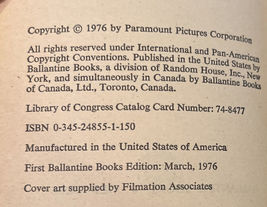 Copyright © 1976 by Paramount Pictures Corporation
All rights reserved under International and Pan-American
Copyright Conventions. Published in the United States by
Ballantine Books, a division of Random House, Inc., New
York, and simultaneously in Canada by Ballantine Books
of Canada, Ltd., Toronto, Canada.
Library of Congress Catalog Card Number: 74-8477
ISBN 0-345-24855-1-150
Manufactured in the United States of America
First Ballantine Books Edition: March, 1976
Cover art supplied by Filmation Associates